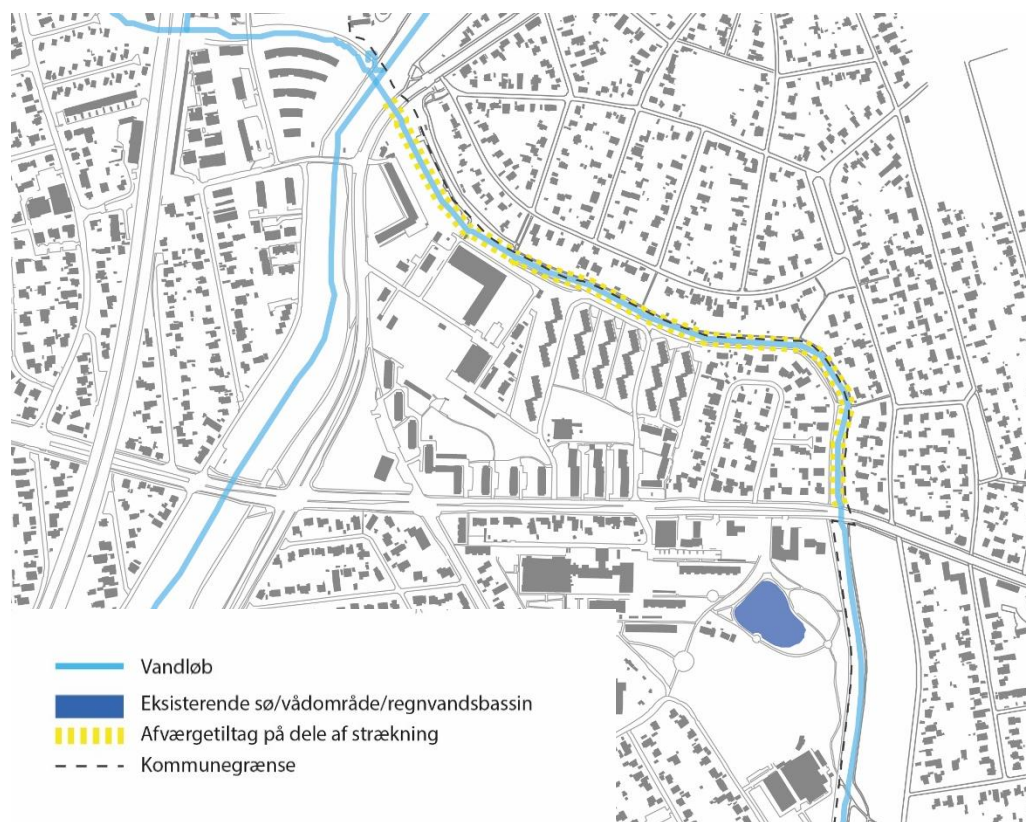 Vandløb
Eksisterende sø/vådområde/regnvandsbassin
Afværgetiltag på dele af strækning
Kommunegrænse